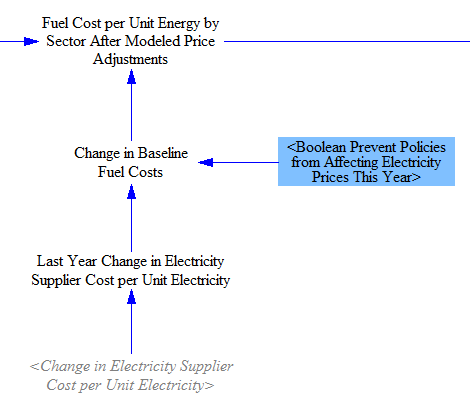 Fuel Cost per Unit Energy by
Sector After Modeled Price
Adjustments
Change in Baseline
Fuel Costs
<Boolean Prevent Policies
from Affecting Electricity
Prices This Year>
Last Year Change in Electricity
Supplier Cost per Unit Electricity
<Change in Electricity Supplier
Cost per Unit Electricity>